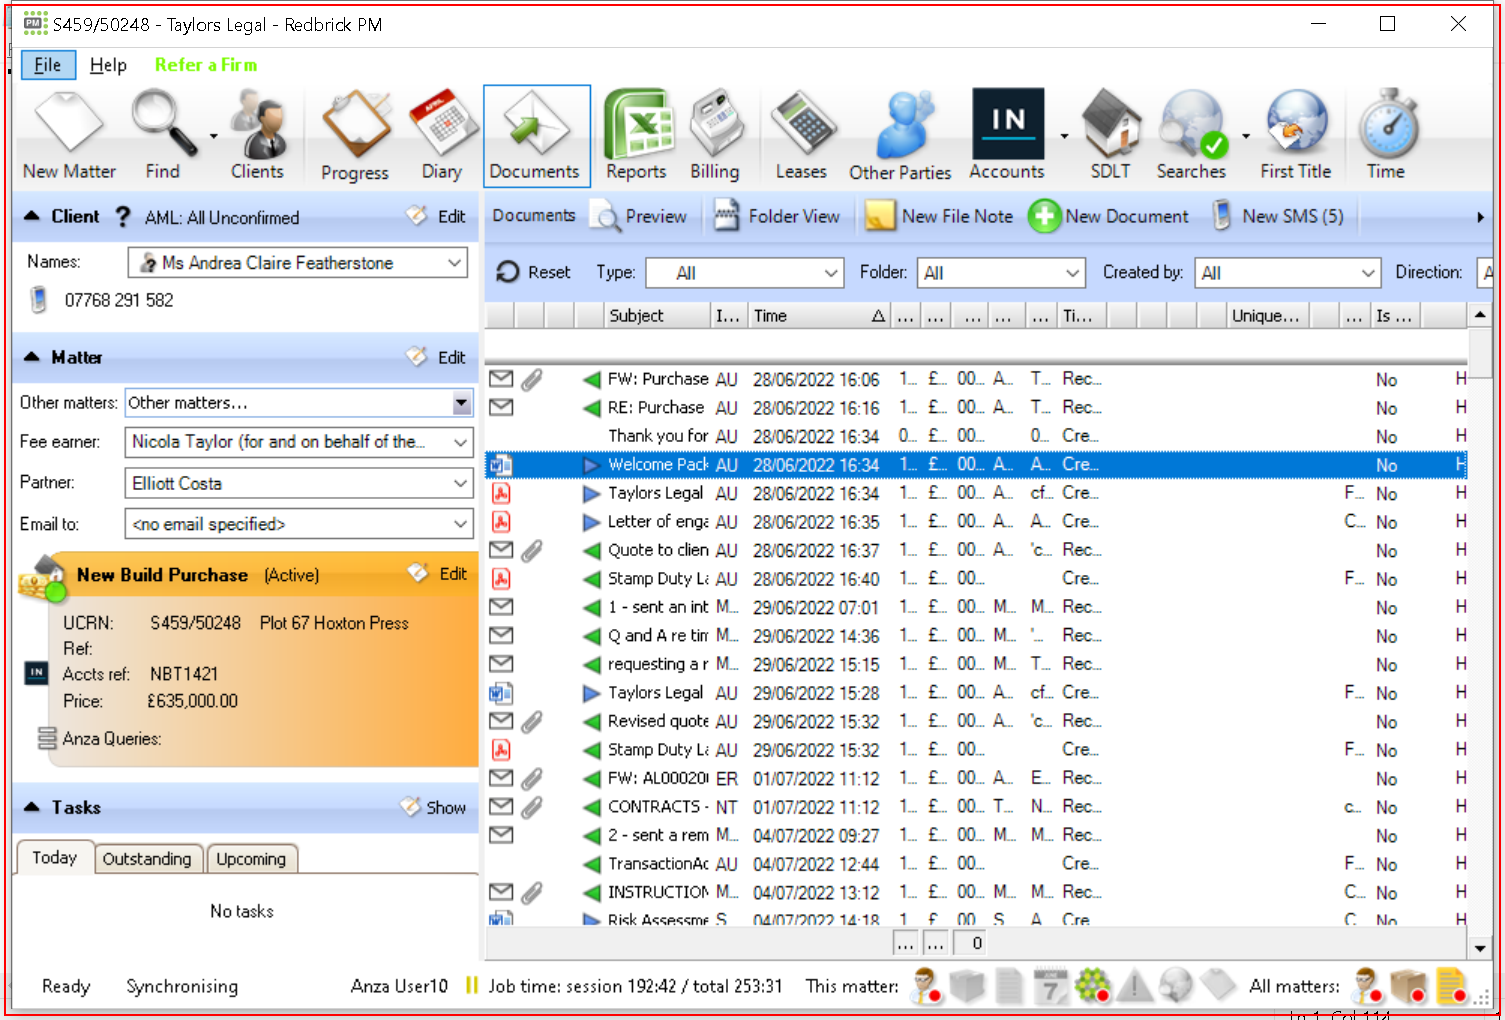 S459/50248 - Taylors Legal - Redbrick PM
File Help Refer a Firm
New Matter Find Clients Progress Diary Documents Reports Billing Leases Other Parties IN Accounts SDLT Searches First Title Time
Client ? AML: All Unconfirmed Edit
Names: Ms Andrea Claire Featherstone
07768 291 582
Matter Edit
Other matters: Other matters...
Fee earner: Nicola Taylor (for and on behalf of the...
Partner: Elliott Costa
Email to: <no email specified>
New Build Purchase (Active) Edit
UCRN: S459/50248 Plot 67 Hoxton Press
Ref:
IN Accts ref: NBT1421
Price: £635,000.00
Anza Queries:
Tasks Show
Today Outstanding Upcoming
No tasks
Documents Preview Folder View New File Note New Document New SMS (5)
Reset Type: All Folder: All Created by: All Direction: A
Subject I... Time ... ... ... ... ... Ti... Unique... ... Is ...
FW: Purchase AU 28/06/2022 16:06 1... £... 00... A... T... Rec... No H
RE: Purchase AU 28/06/2022 16:16 1... £... 00... A... T... Rec... No H
Thank you for AU 28/06/2022 16:34 0... £... 00... 0... Cre... No H
Welcome Pack AU 28/06/2022 16:34 1... £... 00... A... A... Cre... No H
Taylors Legal AU 28/06/2022 16:34 1... £... 00... A... cf... Cre... F... No H
Letter of enga AU 28/06/2022 16:35 1... £... 00... A... A... Cre... C... No H
Quote to clien AU 28/06/2022 16:37 1... £... 00... A... 'c... Rec... No H
Stamp Duty La AU 28/06/2022 16:40 1... £... 00... Cre... F... No H
1 - sent an int M... 29/06/2022 07:01 1... £... 00... M... M... Rec... No H
Q and A re tim M... 29/06/2022 14:36 1... £... 00... M... '... Rec... No H
requesting a r M... 29/06/2022 15:15 1... £... 00... M... T... Rec... No H
Taylors Legal AU 29/06/2022 15:28 1... £... 00... A... cf... Cre... F... No H
Revised quote AU 29/06/2022 15:32 1... £... 00... A... 'c... Rec... No H
Stamp Duty La AU 29/06/2022 15:32 1... £... 00... Cre... F... No H
FW: AL000200 ER 01/07/2022 11:12 1... £... 00... A... E... Rec... No H
CONTRACTS - NT 01/07/2022 11:12 1... £... 00... T... N... Rec... c... No H
2 - sent a rem M... 04/07/2022 09:27 1... £... 00... M... M... Rec... No H
TransactionAc AU 04/07/2022 12:44 1... £... 00... Cre... F... No H
INSTRUCTION M... 04/07/2022 13:12 1... £... 00... M... M... Rec... C... No H
Risk Assessme S 04/07/2022 14:18 1 £ 00 S A Cre C No H
... ... 0
Ready Synchronising Anza User10 Job time: session 192:42 / total 253:31 This matter: All matters: